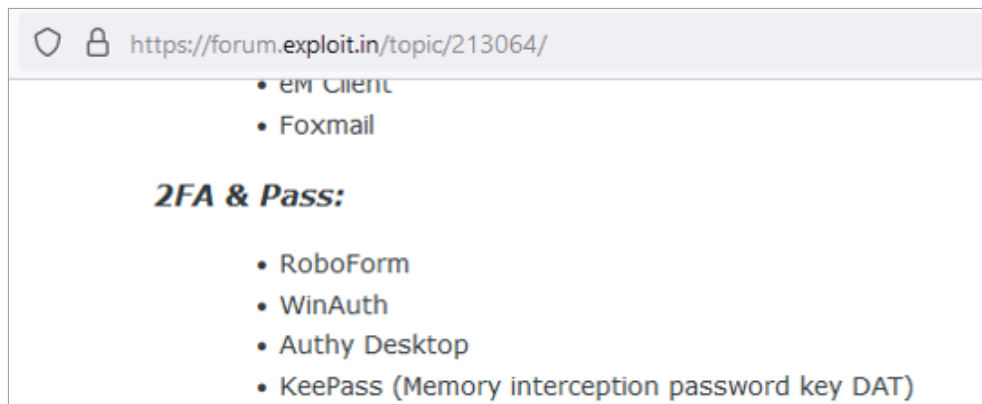 https://forum.exploit.in/topic/213064/
• eM Client
• Foxmail
2FA & Pass:
• RoboForm
• WinAuth
• Authy Desktop
• KeePass (Memory interception password key DAT)